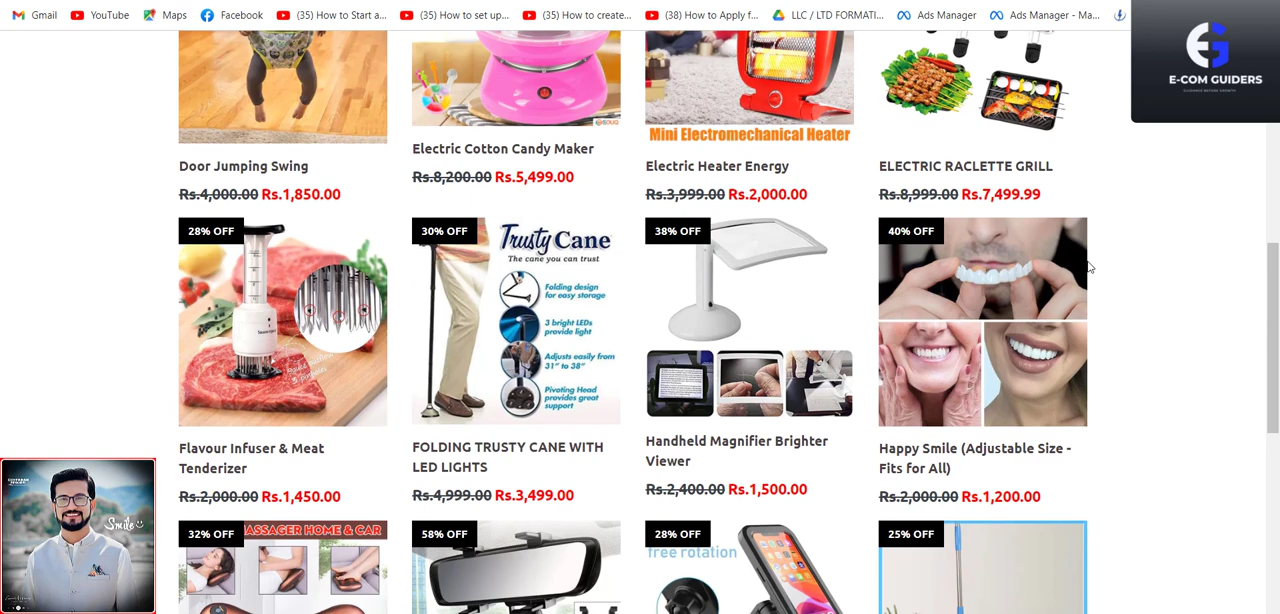 Gmail
YouTube
Maps
Facebook
(35) How to Start a...
(35) How to set up...
(35) How to create...
(38) How to Apply f...
LLC / LTD FORMATI...
Ads Manager
Ads Manager - Ma...
E-COM GUIDERS
GUIDANCE BEFORE GROWTH
Mini Electromechanical Heater
Door Jumping Swing
Rs.4,000.00 Rs.1,850.00
Electric Cotton Candy Maker
Rs.8,200.00 Rs.5,499.00
Electric Heater Energy
Rs.3,999.00 Rs.2,000.00
ELECTRIC RACLETTE GRILL
Rs.8,999.00 Rs.7,499.99
28% OFF
30% OFF
Trusty Cane
The cane you can trust
Folding design
for easy storage
3 bright LEDs
provide light
Adjusts easily from
31" to 38"
Pivoting Head
provides great
support
38% OFF
40% OFF
Flavour Infuser & Meat
Tenderizer
Rs.2,000.00 Rs.1,450.00
FOLDING TRUSTY CANE WITH
LED LIGHTS
Rs.4,999.00 Rs.3,499.00
Handheld Magnifier Brighter
Viewer
Rs.2,400.00 Rs.1,500.00
Happy Smile (Adjustable Size -
Fits for All)
Rs.2,000.00 Rs.1,200.00
Smile
32% OFF
MASSAGER HOME & CAR
58% OFF
28% OFF
free rotation
25% OFF